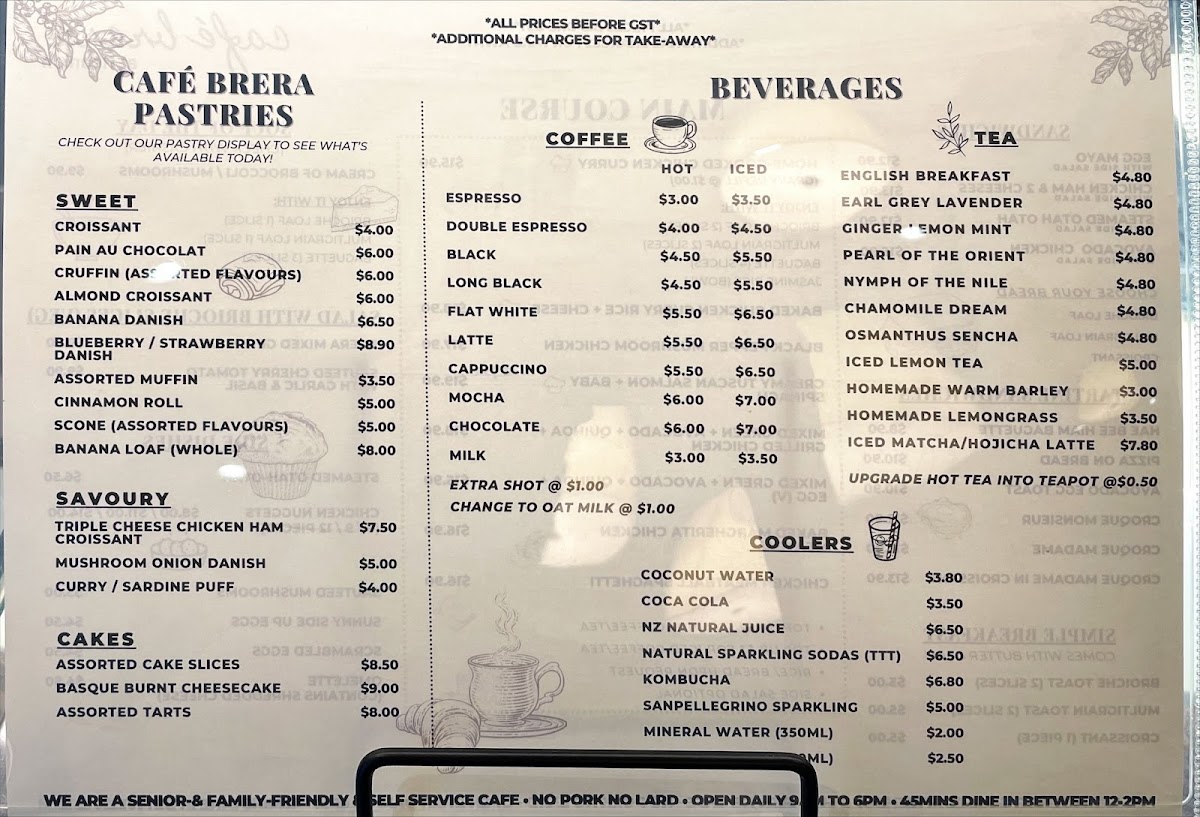 *ALL PRICES BEFORE GST*
*ADDITIONAL CHARGES FOR TAKE-AWAY*
CAFÉ BRERA
PASTRIES
CHECK OUT OUR PASTRY DISPLAY TO SEE WHAT'S
AVAILABLE TODAY!
SWEET
CROISSANT $4.00
PAIN AU CHOCOLAT $6.00
CRUFFIN (ASSORTED FLAVOURS) $6.00
ALMOND CROISSANT $6.00
BANANA DANISH $6.50
BLUEBERRY / STRAWBERRY $8.90
DANISH
ASSORTED MUFFIN $3.50
CINNAMON ROLL $5.00
SCONE (ASSORTED FLAVOURS) $5.00
BANANA LOAF (WHOLE) $8.00
SAVOURY
TRIPLE CHEESE CHICKEN HAM $7.50
CROISSANT
MUSHROOM ONION DANISH $5.00
CURRY / SARDINE PUFF $4.00
CAKES
ASSORTED CAKE SLICES $8.50
BASQUE BURNT CHEESECAKE $9.00
ASSORTED TARTS $8.00
BEVERAGES
COFFEE
HOT ICED
ESPRESSO $3.00 $3.50
DOUBLE ESPRESSO $4.00 $4.50
BLACK $4.50 $5.50
LONG BLACK $4.50 $5.50
FLAT WHITE $5.50 $6.50
LATTE $5.50 $6.50
CAPPUCCINO $5.50 $6.50
MOCHA $6.00 $7.00
CHOCOLATE $6.00 $7.00
MILK $3.00 $3.50
EXTRA SHOT @ $1.00
CHANGE TO OAT MILK @ $1.00
TEA
ENGLISH BREAKFAST $4.80
EARL GREY LAVENDER $4.80
GINGER LEMON MINT $4.80
PEARL OF THE ORIENT $4.80
NYMPH OF THE NILE $4.80
CHAMOMILE DREAM $4.80
OSMANTHUS SENCHA $4.80
ICED LEMON TEA $5.00
HOMEMADE WARM BARLEY $3.00
HOMEMADE LEMONGRASS $3.50
ICED MATCHA/HOJICHA LATTE $7.80
UPGRADE HOT TEA INTO TEAPOT @$0.50
COOLERS
COCONUT WATER $3.80
COCA COLA $3.50
NZ NATURAL JUICE $6.50
NATURAL SPARKLING SODAS (TTT) $6.50
KOMBUCHA $6.80
SANPELLEGRINO SPARKLING $5.00
MINERAL WATER (350ML) $2.00
$2.50
WE ARE A SENIOR-& FAMILY-FRIENDLY & SELF SERVICE CAFE • NO PORK NO LARD • OPEN DAILY 9AM TO 6PM • 45MINS DINE IN BETWEEN 12-2PM